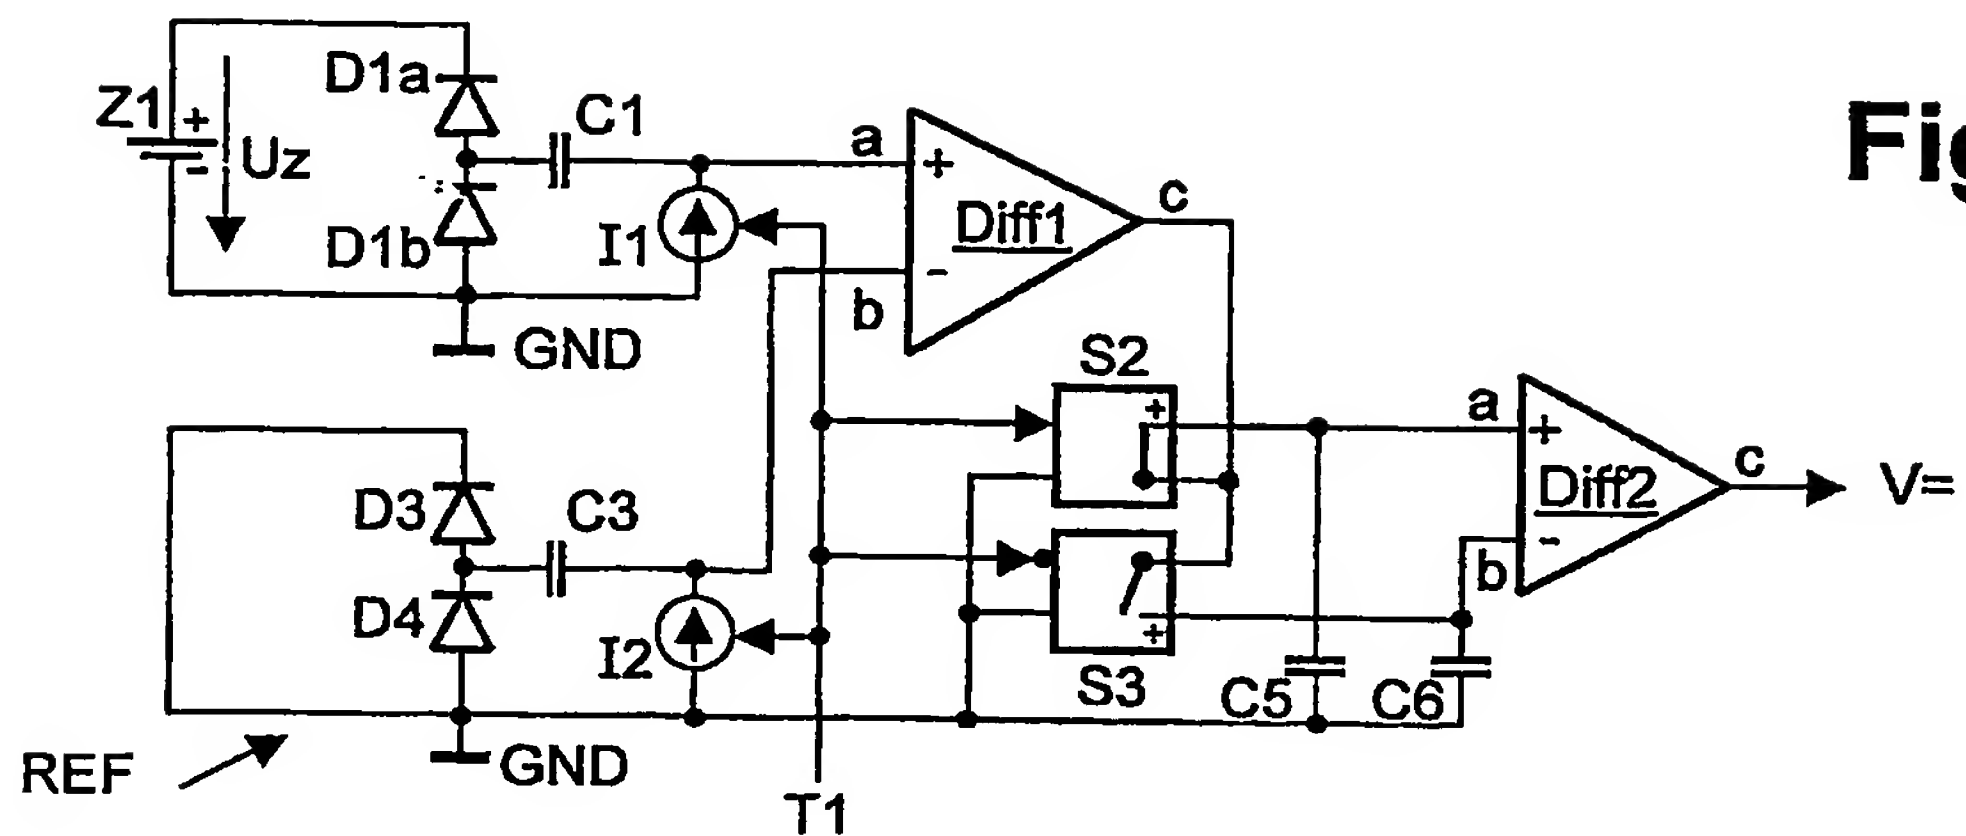 Z1
+
-
Uz
D1a
D1b
C1
I1
GND
a
b
+
-
Diff1
c
S2
+
S3
+
D3
D4
C3
I2
GND
REF
T1
C5
C6
a
b
+
-
Diff2
c
V=
Fig